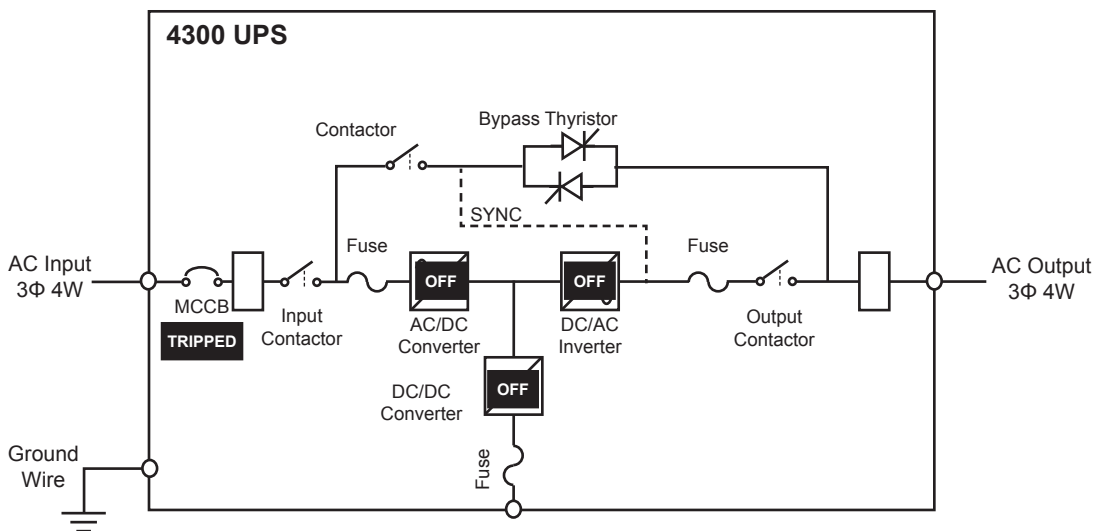 4300 UPS
Contactor
Bypass Thyristor
SYNC
AC Input
3Φ 4W
MCCB
TRIPPED
Input
Contactor
Fuse
OFF
AC/DC
Converter
OFF
DC/AC
Inverter
Fuse
Output
Contactor
AC Output
3Φ 4W
DC/DC
Converter
OFF
Fuse
Ground
Wire